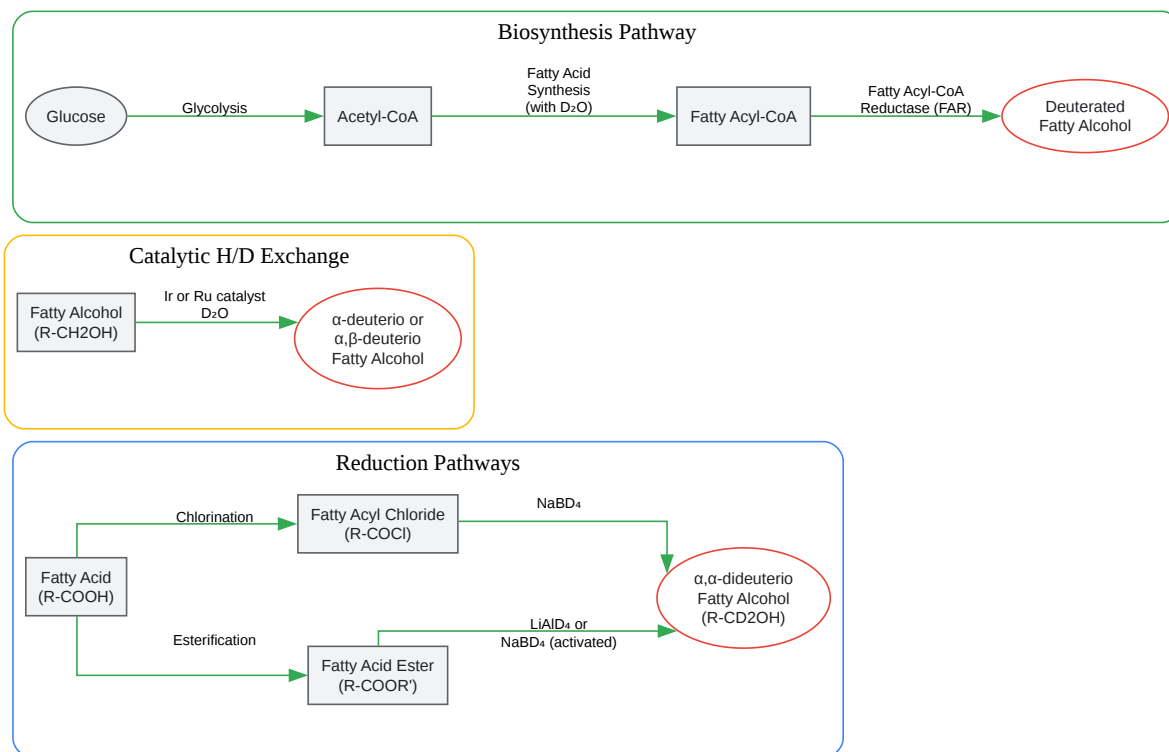 Biosynthesis Pathway
Glucose
Glycolysis
Acetyl-CoA
Fatty Acid
Synthesis
(with D₂O)
Fatty Acyl-CoA
Fatty Acyl-CoA
Reductase (FAR)
Deuterated
Fatty Alcohol
Catalytic H/D Exchange
Fatty Alcohol
(R-CH2OH)
Ir or Ru catalyst
D₂O
α-deuterio or
α,β-deuterio
Fatty Alcohol
Reduction Pathways
Fatty Acid
(R-COOH)
Chlorination
Fatty Acyl Chloride
(R-COCl)
NaBD₄
Esterification
Fatty Acid Ester
(R-COOR')
LiAlD₄ or
NaBD₄ (activated)
α,α-dideuterio
Fatty Alcohol
(R-CD2OH)